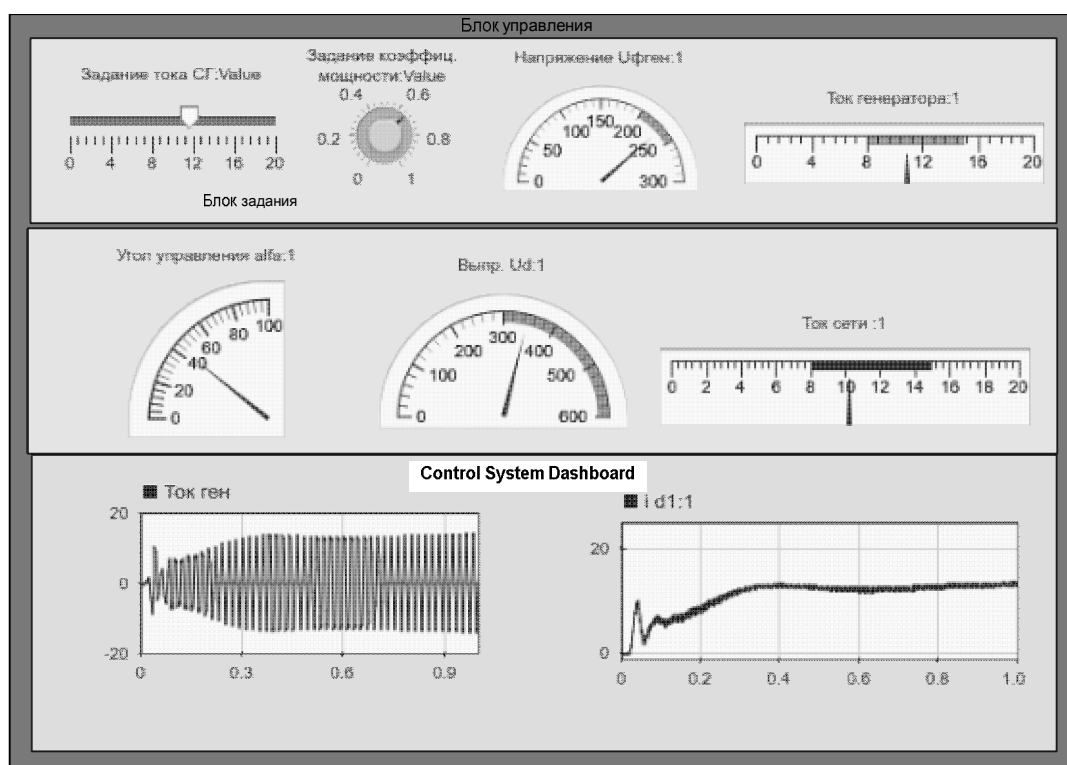 Блок управления
Задание тока СГ:Value
0 4 8 12 16 20
Задание коэффиц.
мощности:Value
0.4 0.6
0.2 0.8
0 1
Блок задания
Напряжение Uфген:1
0 50 100 150 200 250 300
Ток генератора:1
0 4 8 12 16 20
Угол управления alfa:1
0 20 40 60 80 100
Выпр. Ud:1
0 100 200 300 400 500 600
Ток сети :1
0 2 4 6 8 10 12 14 16 18 20
Control System Dashboard
Ток ген
20
0
-20
0 0.3 0.6 0.9
i d1:1
20
0
0 0.2 0.4 0.6 0.8 1.0